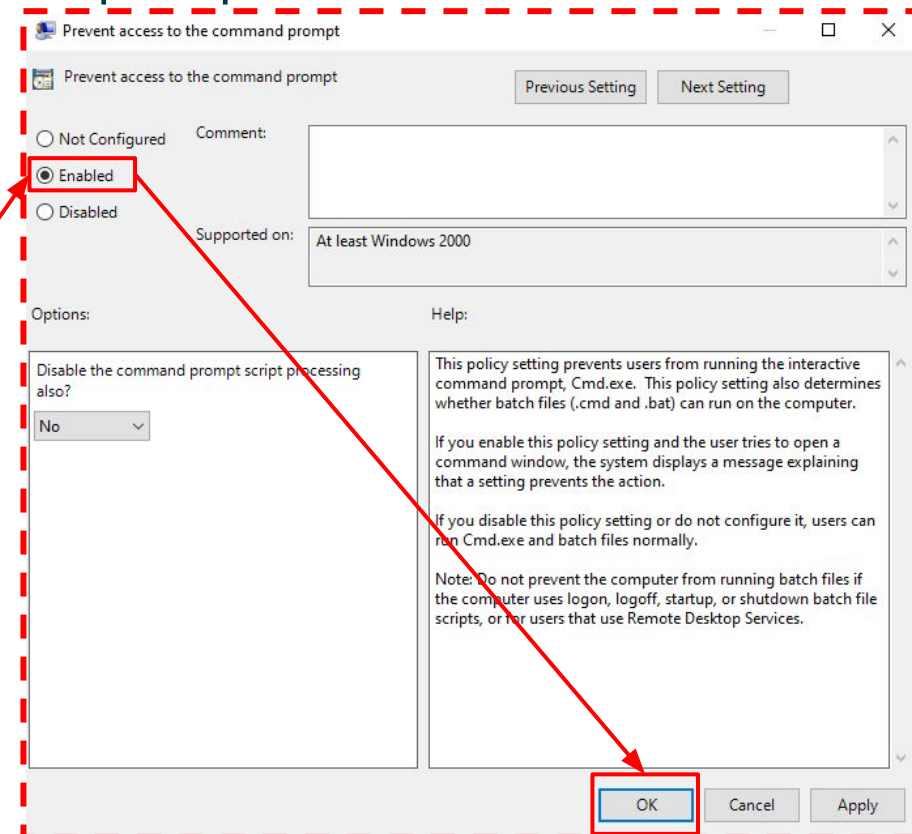 Prevent access to the command prompt
Prevent access to the command prompt
Previous Setting
Next Setting
Not Configured
Comment:
Enabled
Disabled
Supported on:
At least Windows 2000
Options:
Help:
Disable the command prompt script processing
also?
No
This policy setting prevents users from running the interactive
command prompt, Cmd.exe.  This policy setting also determines
whether batch files (.cmd and .bat) can run on the computer.
If you enable this policy setting and the user tries to open a
command window, the system displays a message explaining
that a setting prevents the action.
If you disable this policy setting or do not configure it, users can
run Cmd.exe and batch files normally.
Note: Do not prevent the computer from running batch files if
the computer uses logon, logoff, startup, or shutdown batch file
scripts, or for users that use Remote Desktop Services.
OK
Cancel
Apply